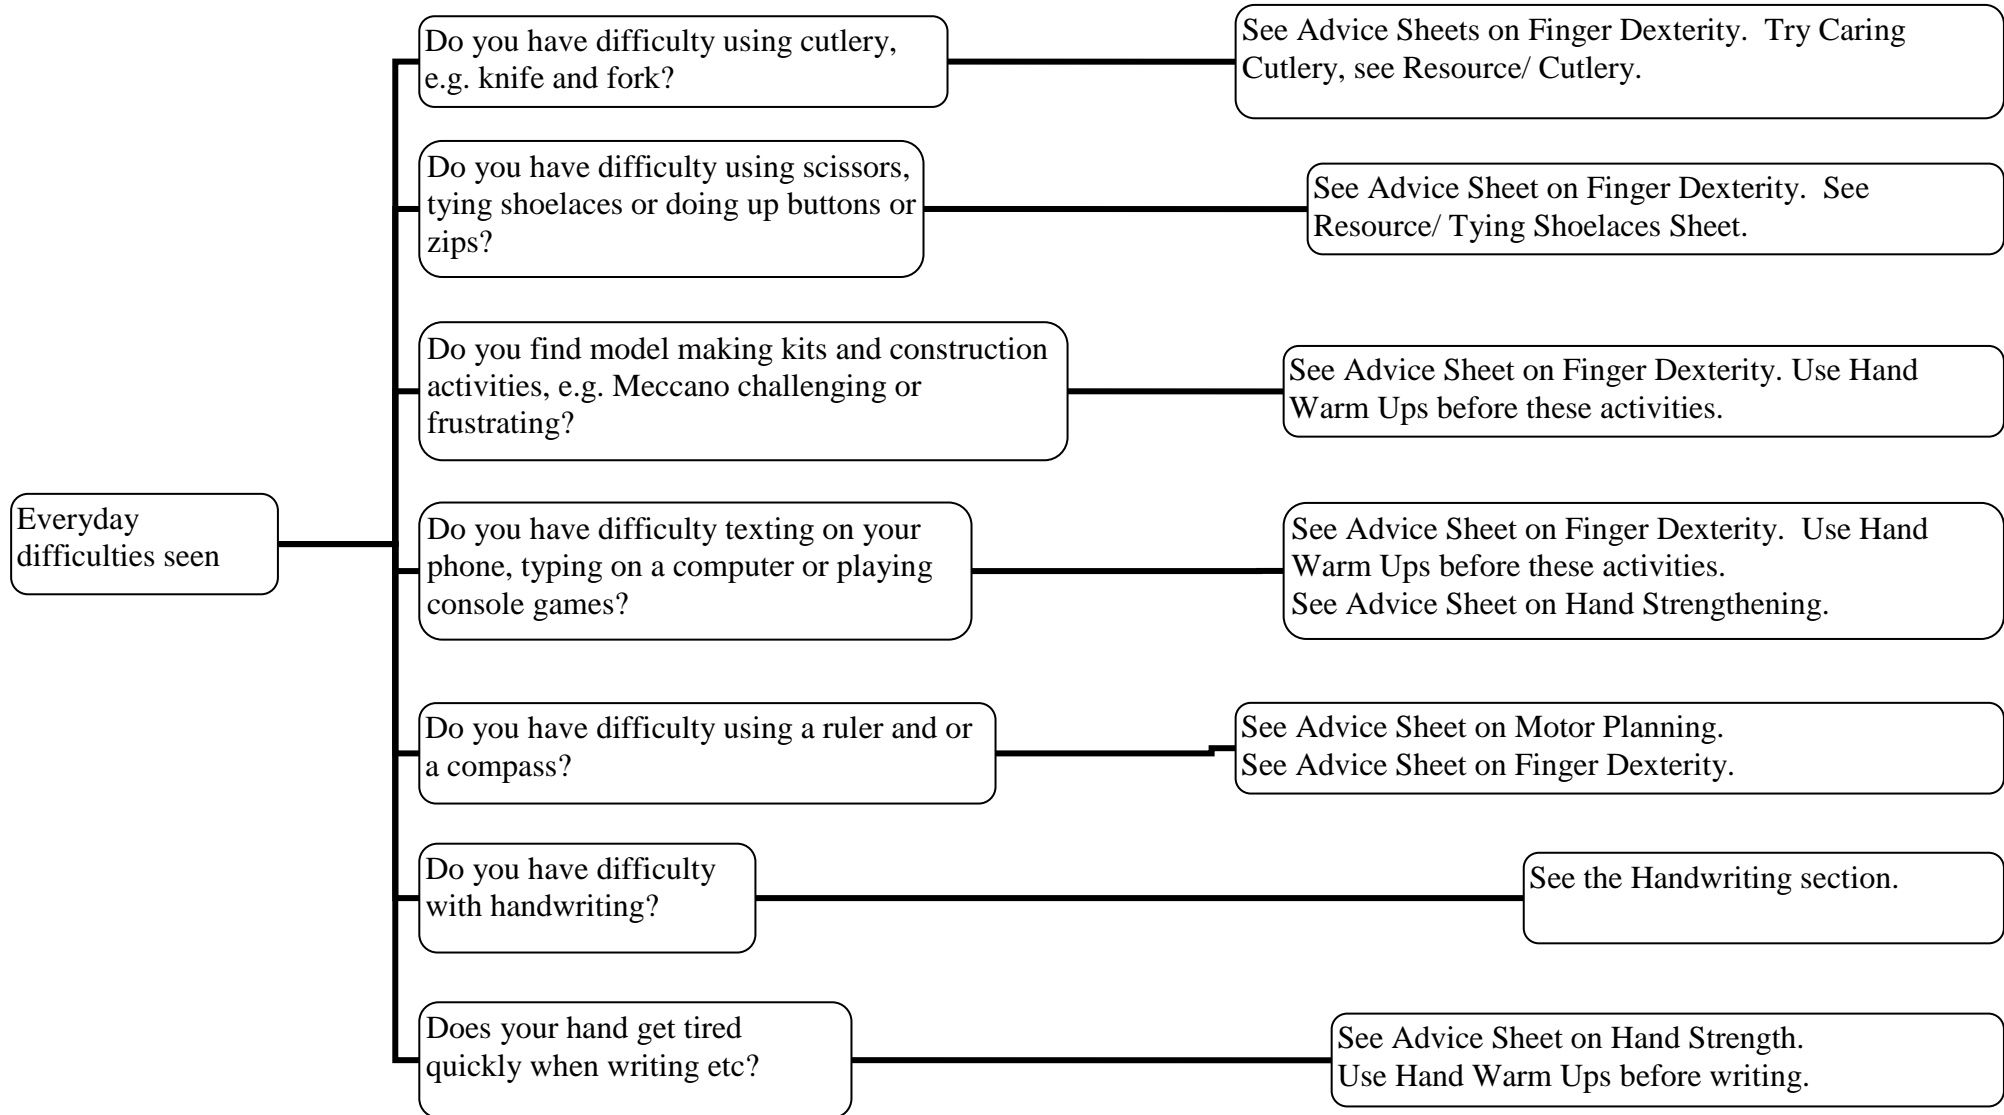 Do you have difficulty using cutlery,
e.g. knife and fork?
See Advice Sheets on Finger Dexterity.  Try Caring
Cutlery, see Resource/ Cutlery.
Do you have difficulty using scissors,
tying shoelaces or doing up buttons or
zips?
See Advice Sheet on Finger Dexterity.  See
Resource/ Tying Shoelaces Sheet.
Do you find model making kits and construction
activities, e.g. Meccano challenging or
frustrating?
See Advice Sheet on Finger Dexterity. Use Hand
Warm Ups before these activities.
Everyday
difficulties seen
Do you have difficulty texting on your
phone, typing on a computer or playing
console games?
See Advice Sheet on Finger Dexterity.  Use Hand
Warm Ups before these activities.
See Advice Sheet on Hand Strengthening.
Do you have difficulty using a ruler and or
a compass?
See Advice Sheet on Motor Planning.
See Advice Sheet on Finger Dexterity.
Do you have difficulty
with handwriting?
See the Handwriting section.
Does your hand get tired
quickly when writing etc?
See Advice Sheet on Hand Strength.
Use Hand Warm Ups before writing.